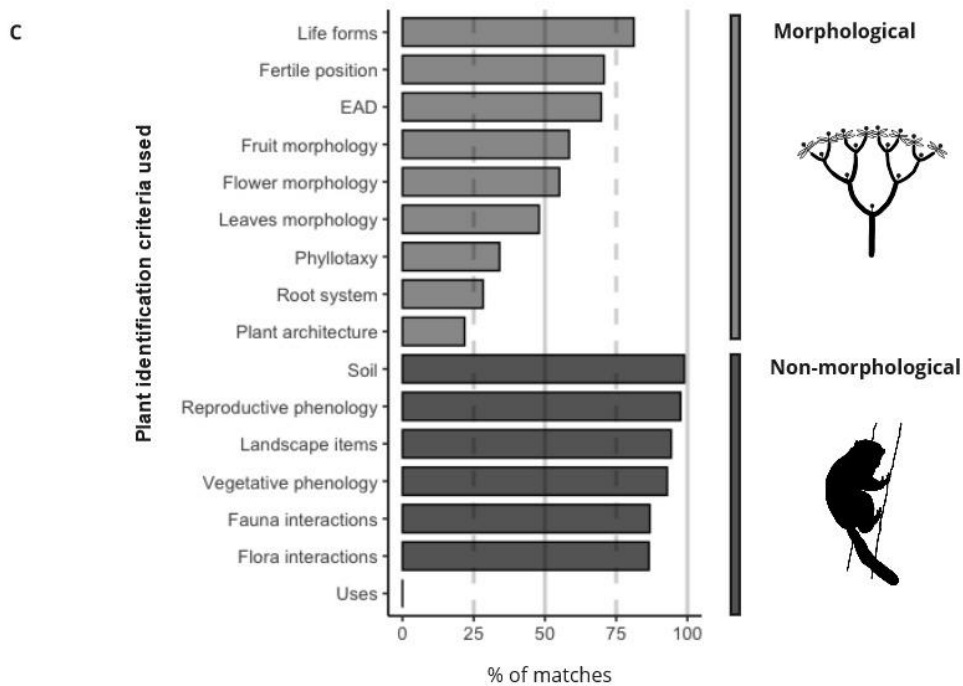 C
Plant identification criteria used
Life forms
Fertile position
EAD
Fruit morphology
Flower morphology
Leaves morphology
Phyllotaxy
Root system
Plant architecture
Soil
Reproductive phenology
Landscape items
Vegetative phenology
Fauna interactions
Flora interactions
Uses
0 25 50 75 100
% of matches
Morphological
Non-morphological